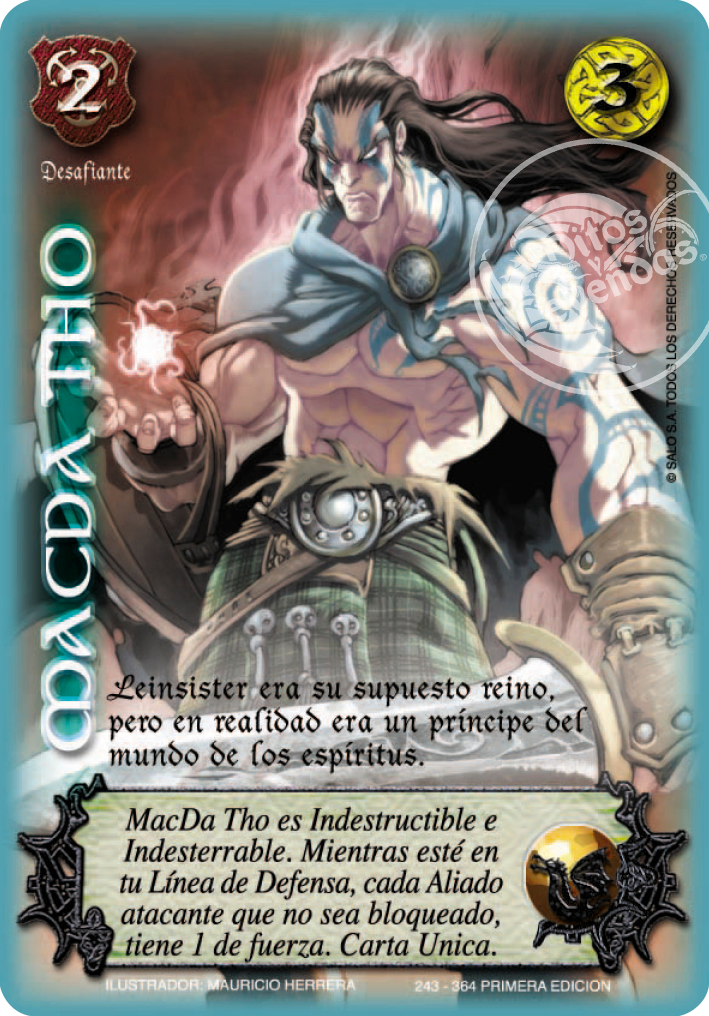 2
3
Desafiante
MACDA THO
Mitos y Leyendas
®
© SALO S.A. TODOS LOS DERECHOS RESERVADOS
Leinsister era su supuesto reino,
pero en realidad era un príncipe del
mundo de los espíritus.
MacDa Tho es Indestructible e
Indesterrable. Mientras esté en
tu Línea de Defensa, cada Aliado
atacante que no sea bloqueado,
tiene 1 de fuerza. Carta Unica.
ILUSTRADOR: MAURICIO HERRERA 243 - 364 PRIMERA EDICION